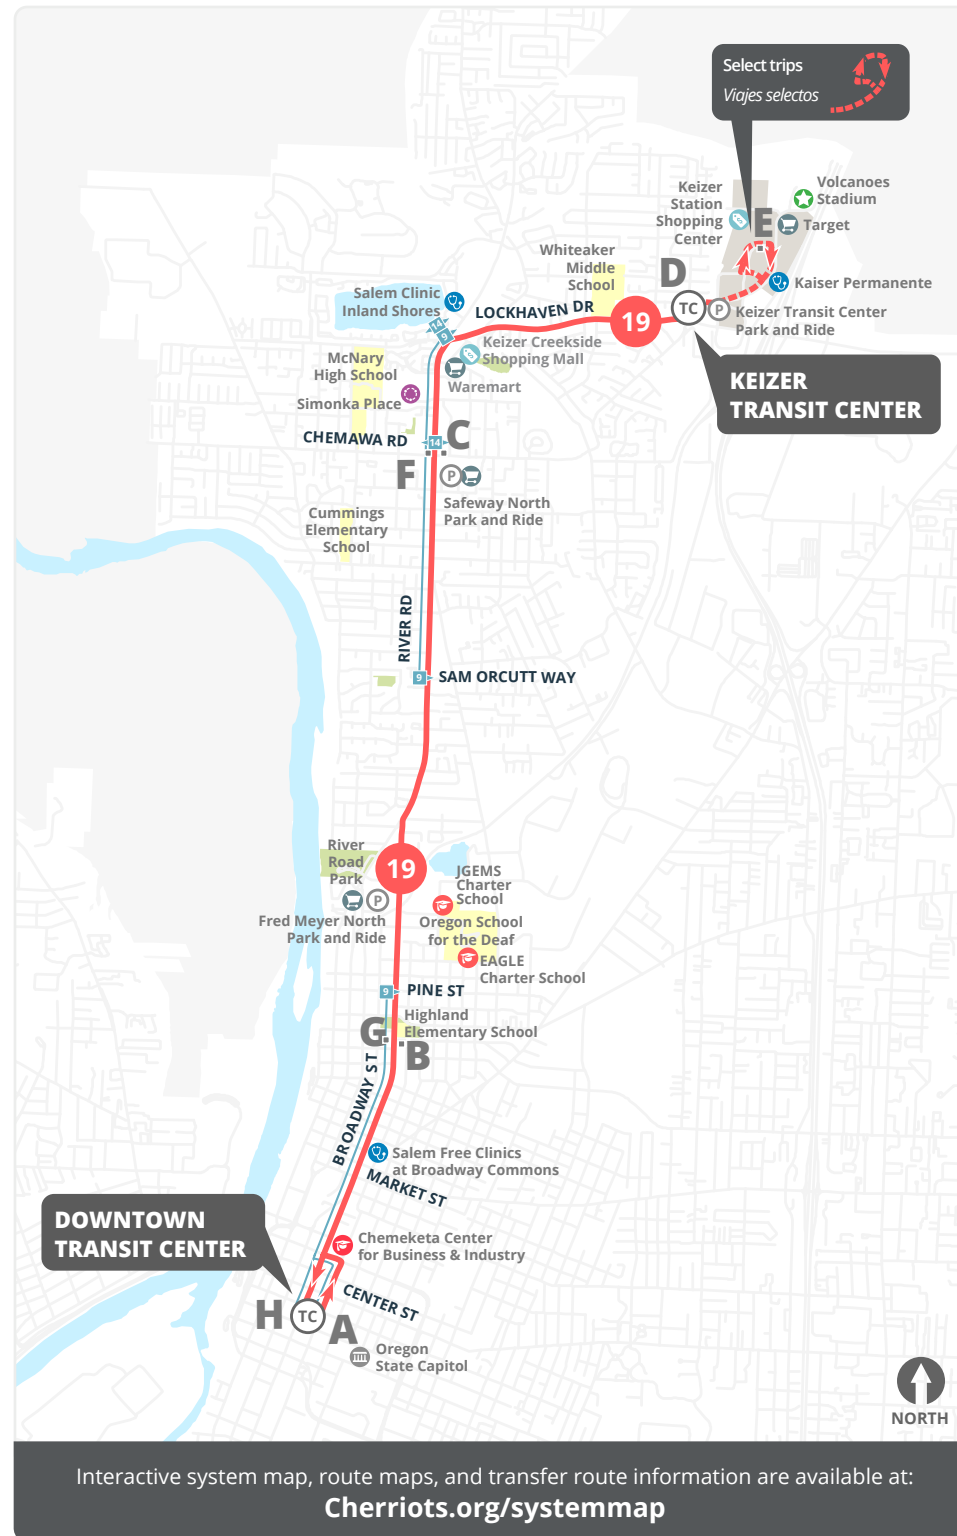 Select trips
Viajes selectos
Keizer
Station
Shopping
Center
Volcanoes
Stadium
E
Target
Whiteaker
Middle
School
D
Kaiser Permanente
Salem Clinic
Inland Shores
LOCKHAVEN DR
19
TC
P
Keizer Transit Center
Park and Ride
14
9
Keizer Creekside
Shopping Mall
McNary
High School
Waremart
KEIZER
TRANSIT CENTER
Simonka Place
CHEMAWA RD
14
C
F
P
Safeway North
Park and Ride
Cummings
Elementary
School
RIVER RD
9
SAM ORCUTT WAY
River
Road
Park
19
JGEMS
Charter
School
P
Fred Meyer North
Park and Ride
Oregon School
for the Deaf
EAGLE
Charter School
9
PINE ST
Highland
Elementary School
G
B
BROADWAY ST
Salem Free Clinics
at Broadway Commons
MARKET ST
DOWNTOWN
TRANSIT CENTER
Chemeketa Center
for Business & Industry
CENTER ST
H
TC
A
Oregon
State Capitol
NORTH
Interactive system map, route maps, and transfer route information are available at:
Cherriots.org/systemmap